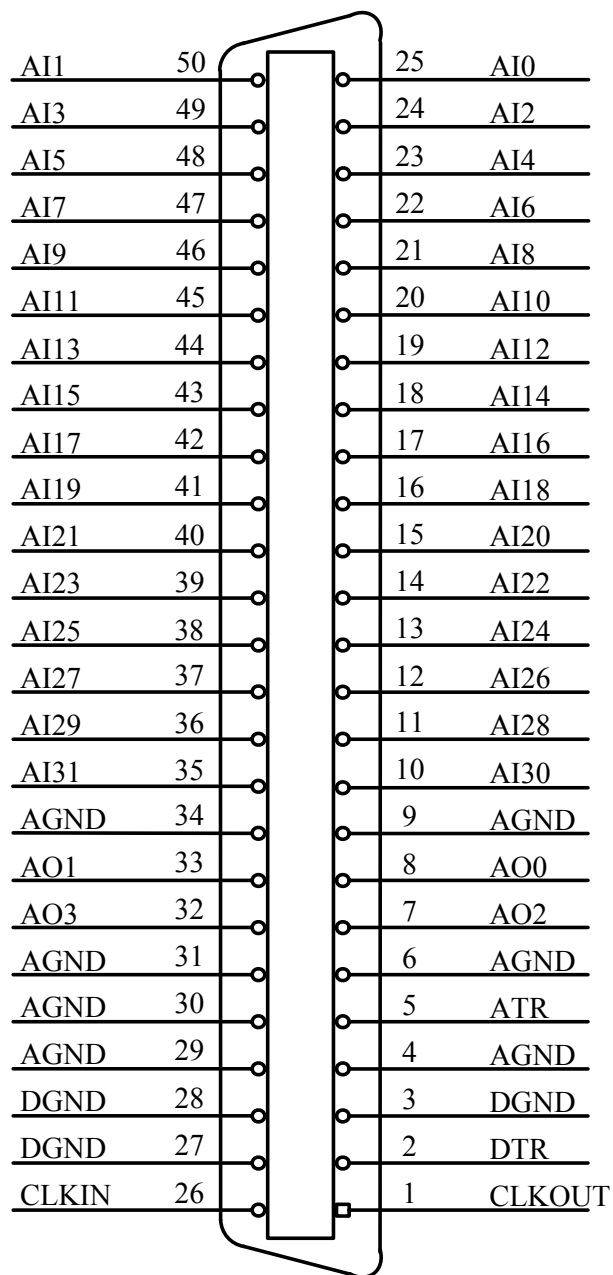 AI1 50 25 AI0
AI3 49 24 AI2
AI5 48 23 AI4
AI7 47 22 AI6
AI9 46 21 AI8
AI11 45 20 AI10
AI13 44 19 AI12
AI15 43 18 AI14
AI17 42 17 AI16
AI19 41 16 AI18
AI21 40 15 AI20
AI23 39 14 AI22
AI25 38 13 AI24
AI27 37 12 AI26
AI29 36 11 AI28
AI31 35 10 AI30
AGND 34 9 AGND
AO1 33 8 AO0
AO3 32 7 AO2
AGND 31 6 AGND
AGND 30 5 ATR
AGND 29 4 AGND
DGND 28 3 DGND
DGND 27 2 DTR
CLKIN 26 1 CLKOUT